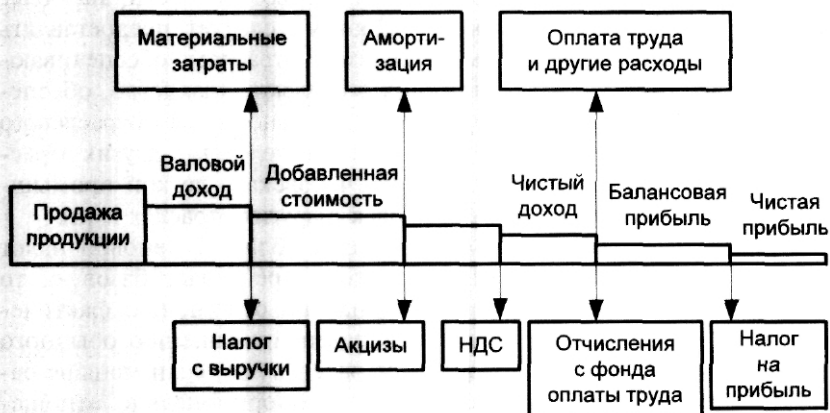 Материальные
затраты
Аморти-
зация
Оплата труда
и другие расходы
Валовой
доход
Добавленная
стоимость
Чистый
доход
Балансовая
прибыль
Чистая
прибыль
Продажа
продукции
Налог
с выручки
Акцизы
НДС
Отчисления
с фонда
оплаты труда
Налог
на
прибыль